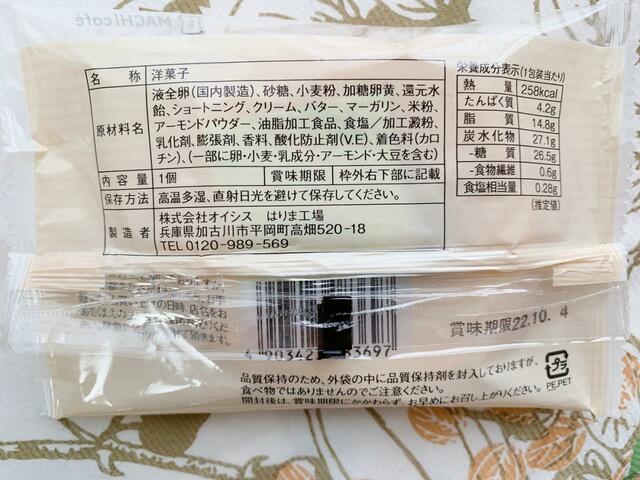 MACHI café
名称 洋菓子
原材料名 液全卵(国内製造)、砂糖、小麦粉、加糖卵黄、還元水
飴、ショートニング、クリーム、バター、マーガリン、米粉、
アーモンドパウダー、油脂加工食品、食塩／加工澱粉、
乳化剤、膨張剤、香料、酸化防止剤(V.E)、着色料(カロ
チン)、(一部に卵・小麦・乳成分・アーモンド・大豆を含む)
内容量 1個 賞味期限 枠外右下部に記載
保存方法 高温多湿、直射日光を避けて保存してください。
製造者 株式会社オイシス はりま工場
兵庫県加古川市平岡町高畑520-18
TEL 0120-989-569
栄養成分表示(1包装当たり)
熱量 258kcal
たんぱく質 4.2g
脂質 14.8g
炭水化物 27.1g
-糖質 26.5g
-食物繊維 0.6g
食塩相当量 0.28g
(推定値)
の日時、店名をお
賞味期限22.10.4
4 903423 3697
品質保持のため、外袋の中に品質保持剤を封入しておりますが、
食べ物ではありませんのでご注意ください。
開封後は、賞味期限にかかわらず、お早めにお召し上がりください。
プラ
PE,PET